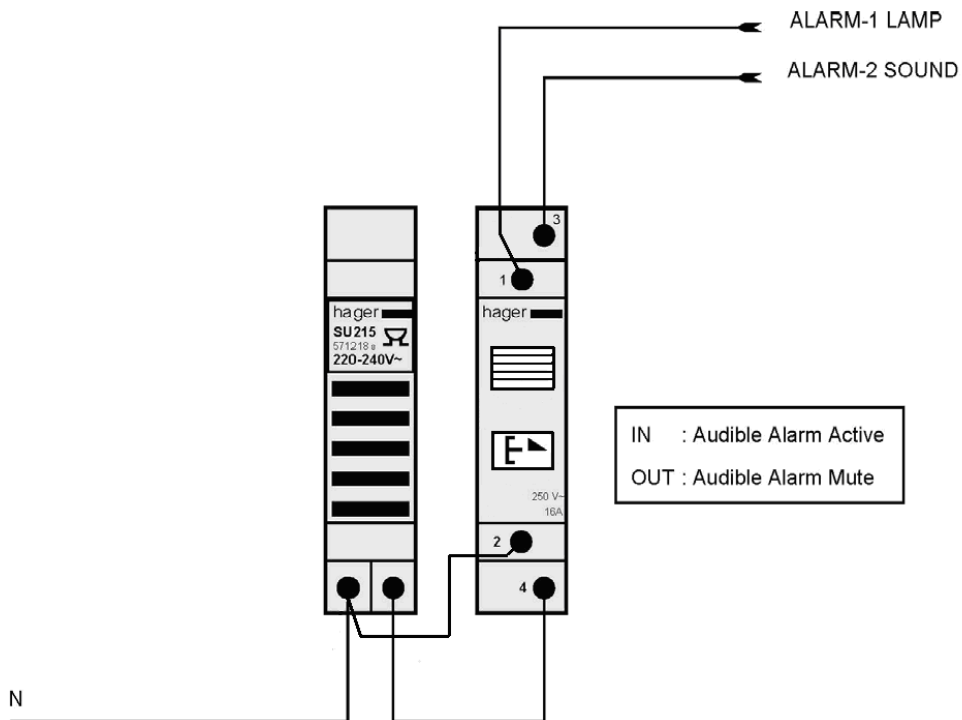 ALARM-1 LAMP
ALARM-2 SOUND
3
1
hager
SU215
571218 a
220-240V~
hager
250 V~
16A
2
4
IN : Audible Alarm Active
OUT : Audible Alarm Mute
N